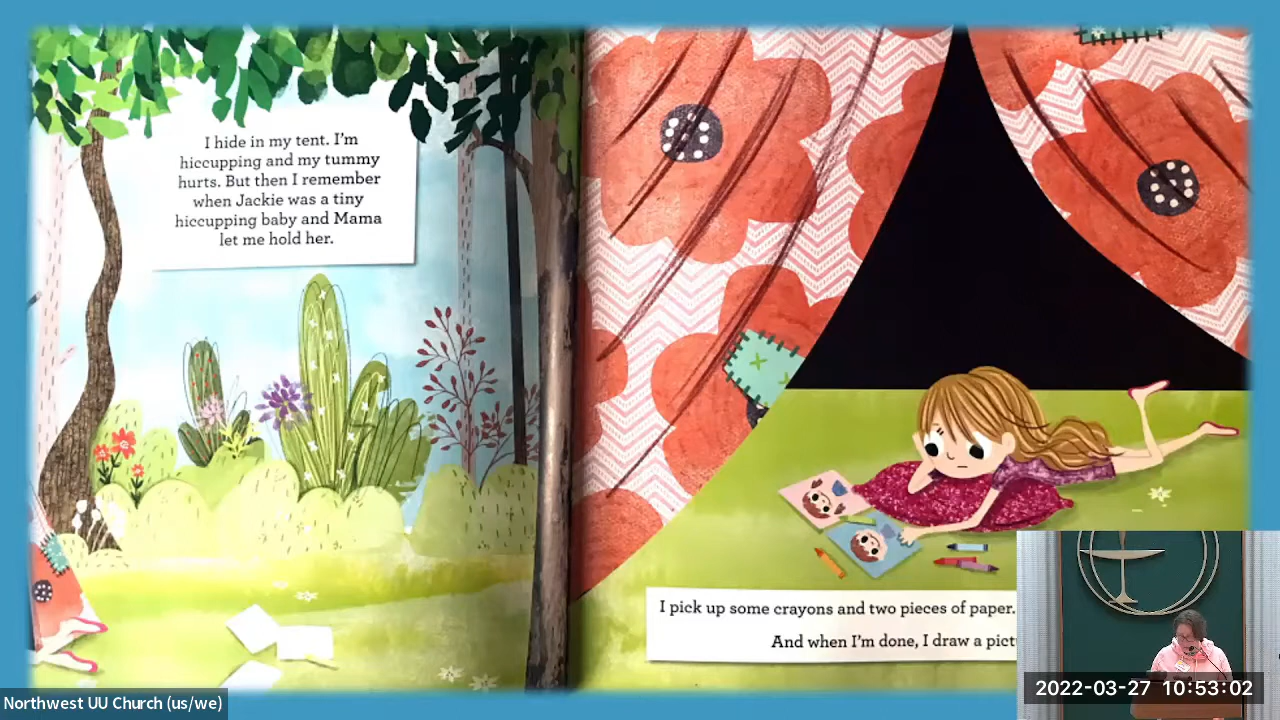 I hide in my tent. I'm
hiccupping and my tummy
hurts. But then I remember
when Jackie was a tiny
hiccupping baby and Mama
let me hold her.
I pick up some crayons and two pieces of paper.
And when I'm done, I draw a
Northwest UU Church (us/we)
2022-03-27 10:53:02